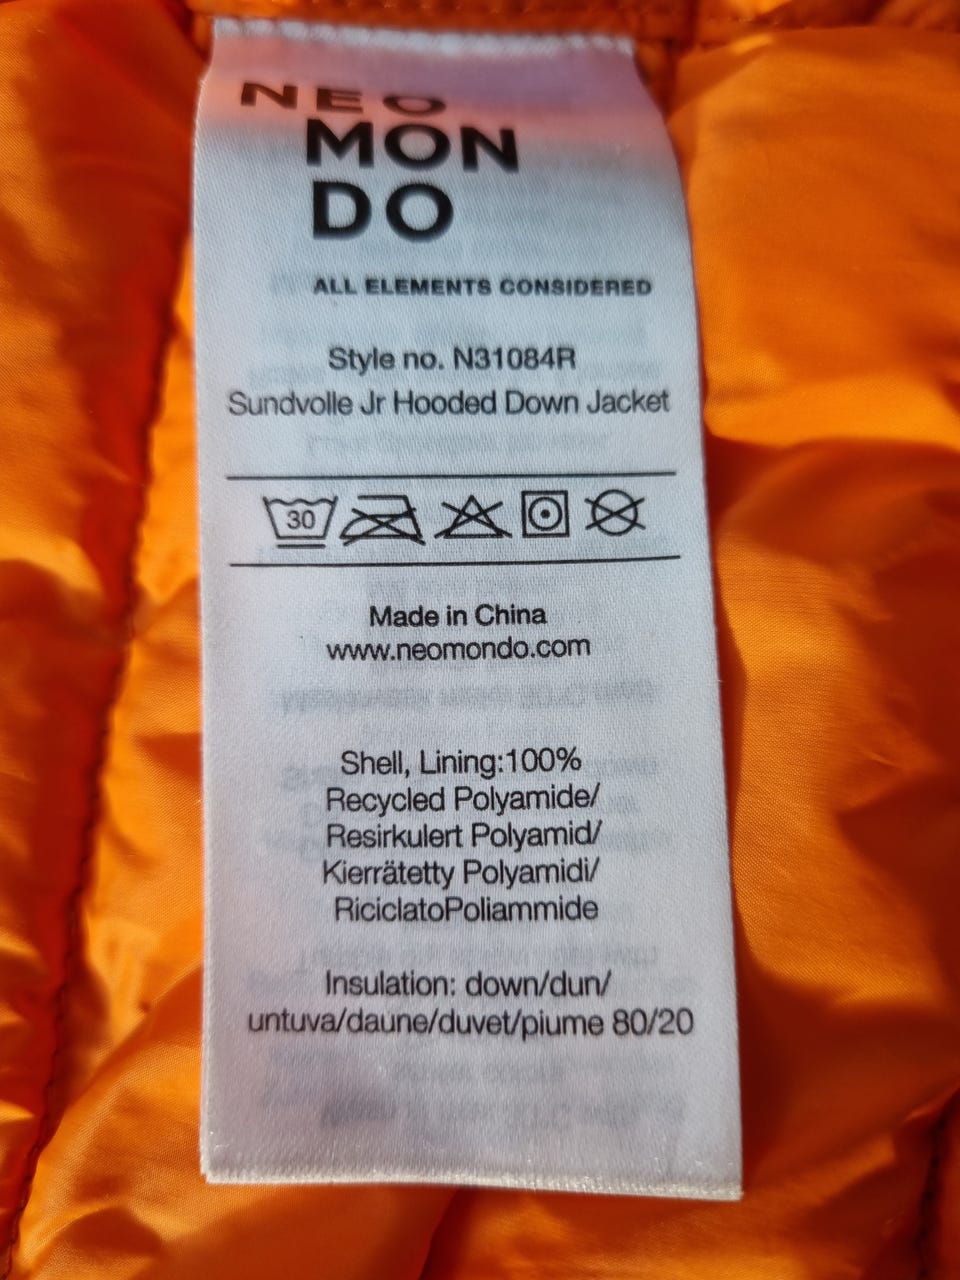 NEO
MON
DO
ALL ELEMENTS CONSIDERED
Style no. N31084R
Sundvolle Jr Hooded Down Jacket
30
Made in China
www.neomondo.com
Shell, Lining:100%
Recycled Polyamide/
Resirkulert Polyamid/
Kierrätetty Polyamidi/
RiciclatoPoliammide
Insulation: down/dun/
untuva/daune/duvet/piume 80/20